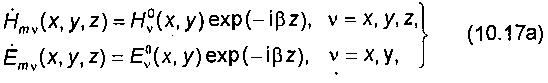 Ḣ_{mν}(x, y, z) = H_ν^0(x, y) exp(−iβz), ν = x, y, z,
Ė_{mν}(x, y, z) = E_ν^0(x, y) exp(−iβz), ν = x, y,
(10.17a)